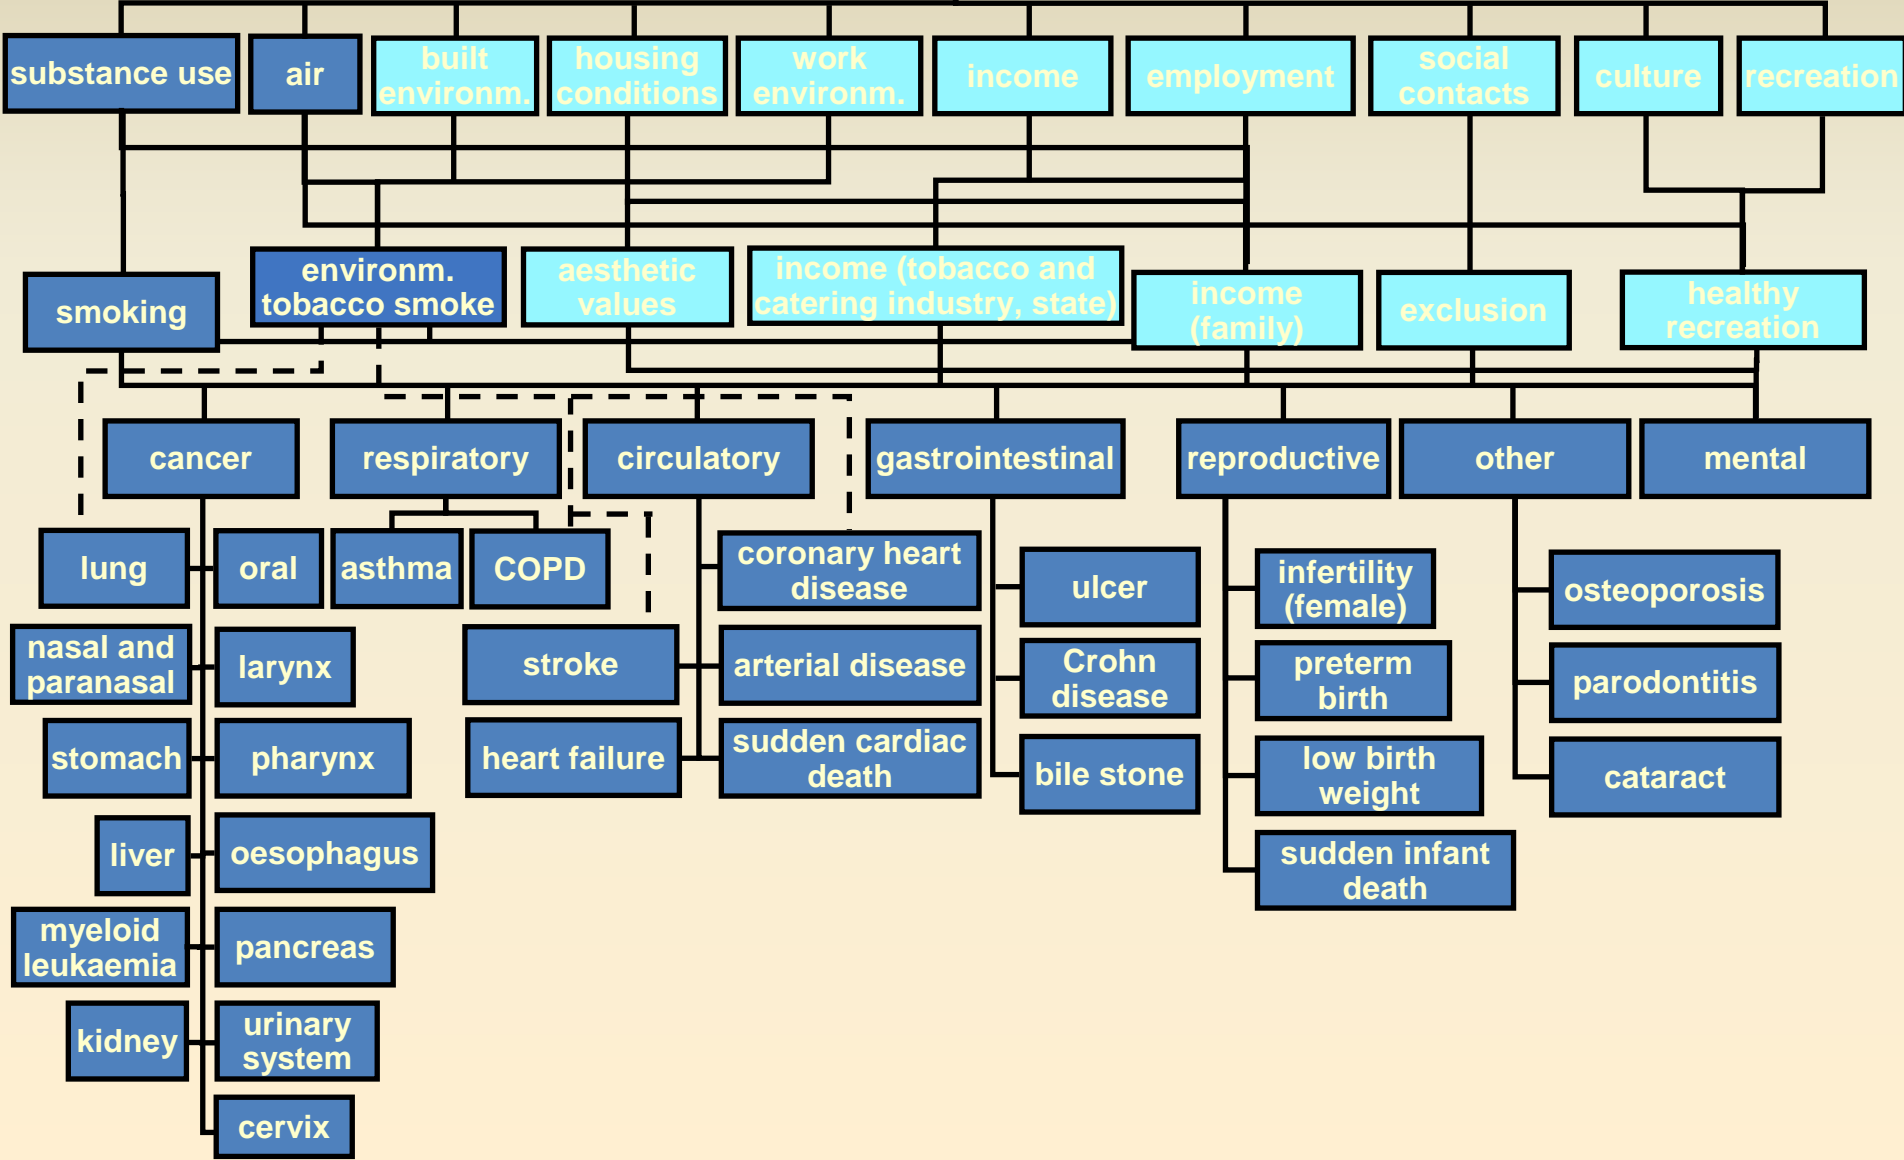 substance use
air
built
environm.
housing
conditions
work
environm.
income
employment
social
contacts
culture
recreation
smoking
environm.
tobacco smoke
aesthetic
values
income (tobacco and
catering industry, state)
income
(family)
exclusion
healthy
recreation
cancer
respiratory
circulatory
gastrointestinal
reproductive
other
mental
lung
oral
asthma
COPD
coronary heart
disease
ulcer
infertility
(female)
osteoporosis
nasal and
paranasal
larynx
stroke
arterial disease
Crohn
disease
preterm
birth
parodontitis
stomach
pharynx
heart failure
sudden cardiac
death
bile stone
low birth
weight
cataract
liver
oesophagus
sudden infant
death
myeloid
leukaemia
pancreas
kidney
urinary
system
cervix